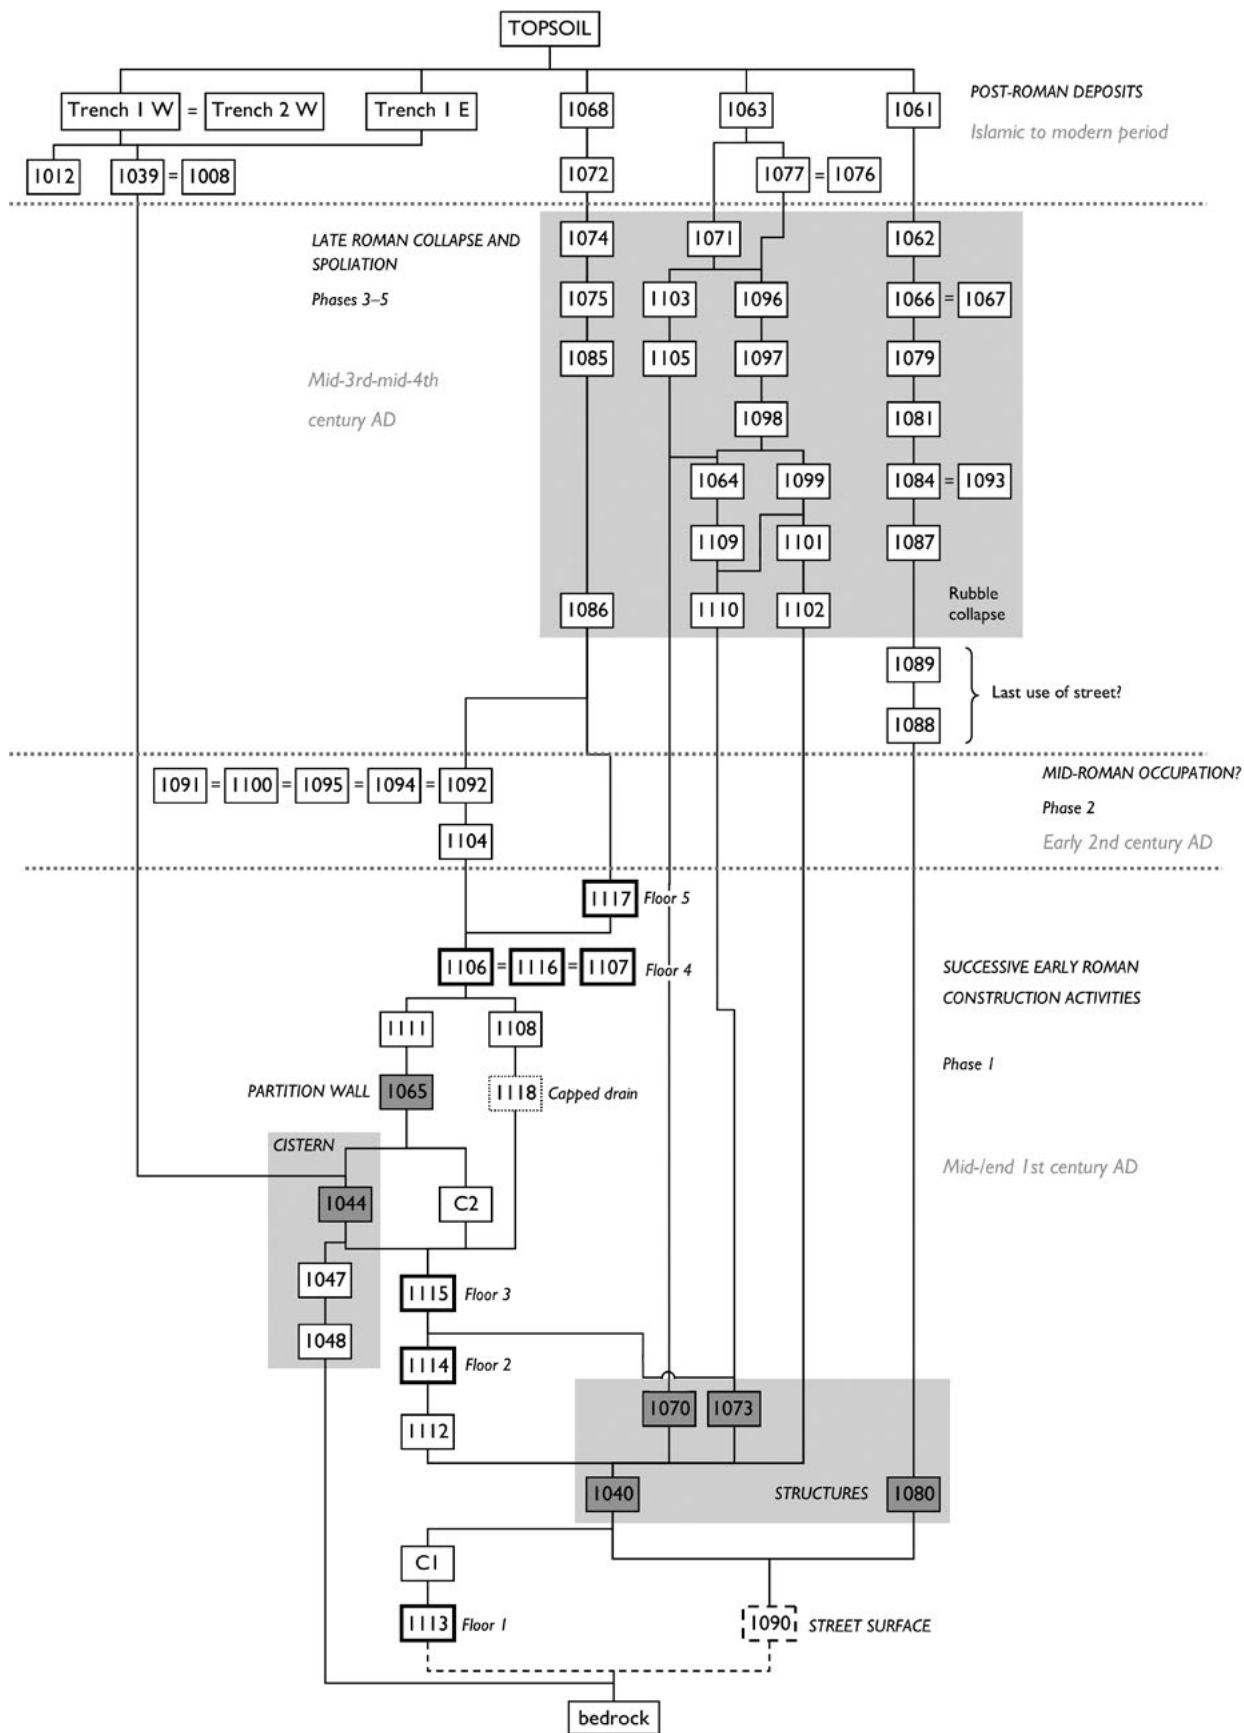 TOPSOIL
Trench 1 W = Trench 2 W
Trench 1 E
1068
1063
1061
POST-ROMAN DEPOSITS
Islamic to modern period
1012
1039 = 1008
1072
1077 = 1076
LATE ROMAN COLLAPSE AND
SPOLIATION
Phases 3–5
Mid-3rd-mid-4th
century AD
1074
1071
1062
1075
1103
1096
1066 = 1067
1085
1105
1097
1079
1098
1081
1064
1099
1084 = 1093
1109
1101
1087
1086
1110
1102
Rubble
collapse
1089
Last use of street?
1088
1091 = 1100 = 1095 = 1094 = 1092
MID-ROMAN OCCUPATION?
Phase 2
Early 2nd century AD
1104
1117 Floor 5
1106 = 1116 = 1107 Floor 4
SUCCESSIVE EARLY ROMAN
CONSTRUCTION ACTIVITIES
Phase 1
Mid-/end 1st century AD
1111
1108
PARTITION WALL 1065
1118 Capped drain
CISTERN
1044
C2
1047
1115 Floor 3
1048
1114 Floor 2
1112
1070
1073
1040
STRUCTURES
1080
C1
1113 Floor 1
1090 STREET SURFACE
bedrock